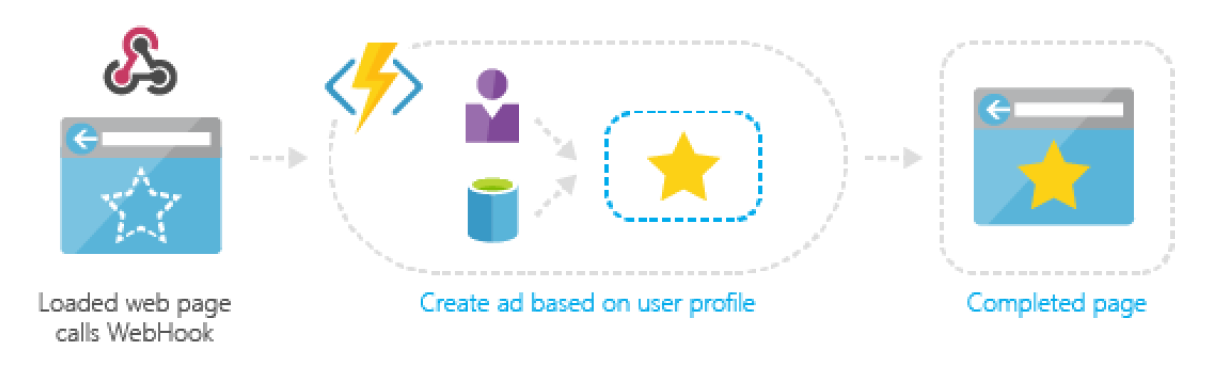 Loaded web page
calls WebHook
Create ad based on user profile
Completed page